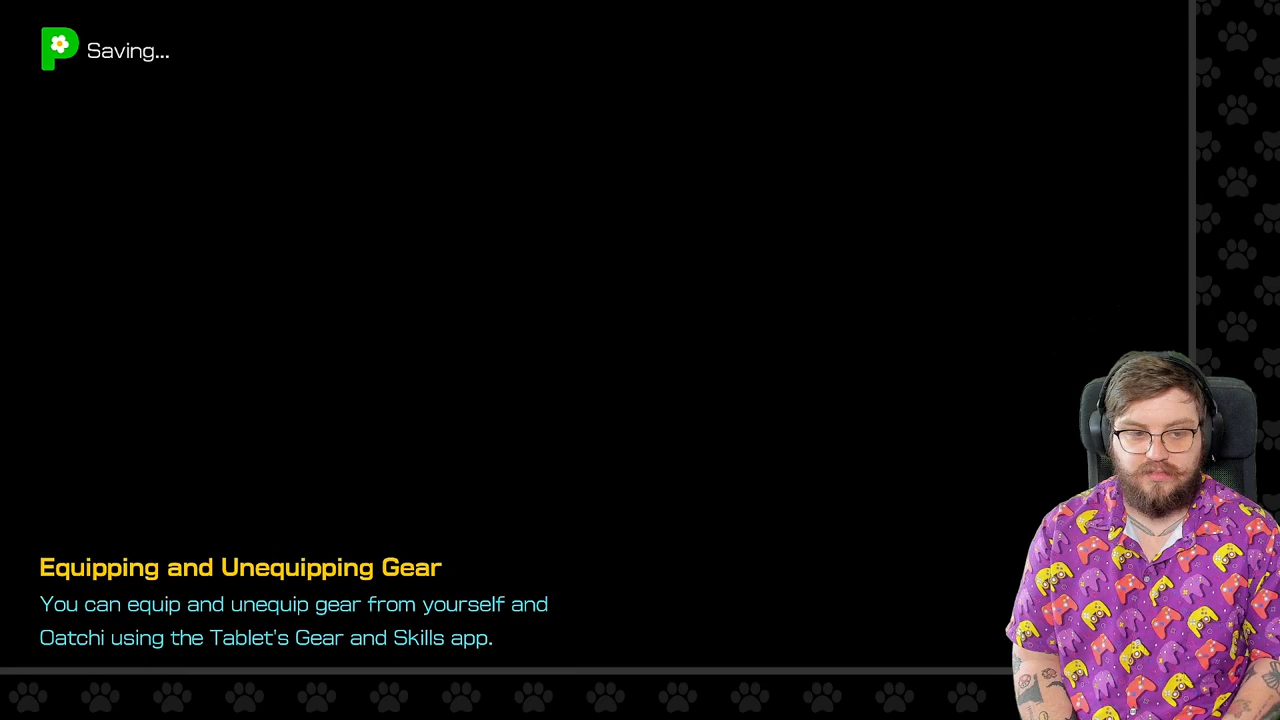 P Saving...
Equipping and Unequipping Gear
You can equip and unequip gear from yourself and
Oatchi using the Tablet's Gear and Skills app.